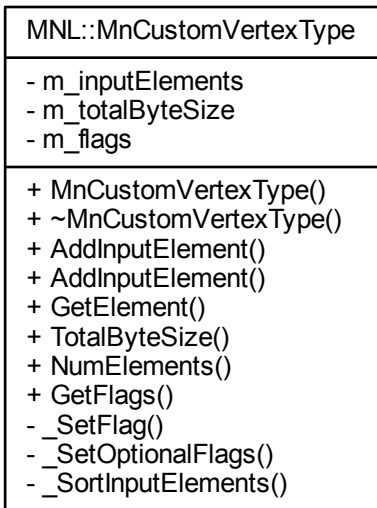 MNL::MnCustomVertexType
- m_inputElements
- m_totalByteSize
- m_flags
+ MnCustomVertexType()
+ ~MnCustomVertexType()
+ AddInputElement()
+ AddInputElement()
+ GetElement()
+ TotalByteSize()
+ NumElements()
+ GetFlags()
- _SetFlag()
- _SetOptionalFlags()
- _SortInputElements()